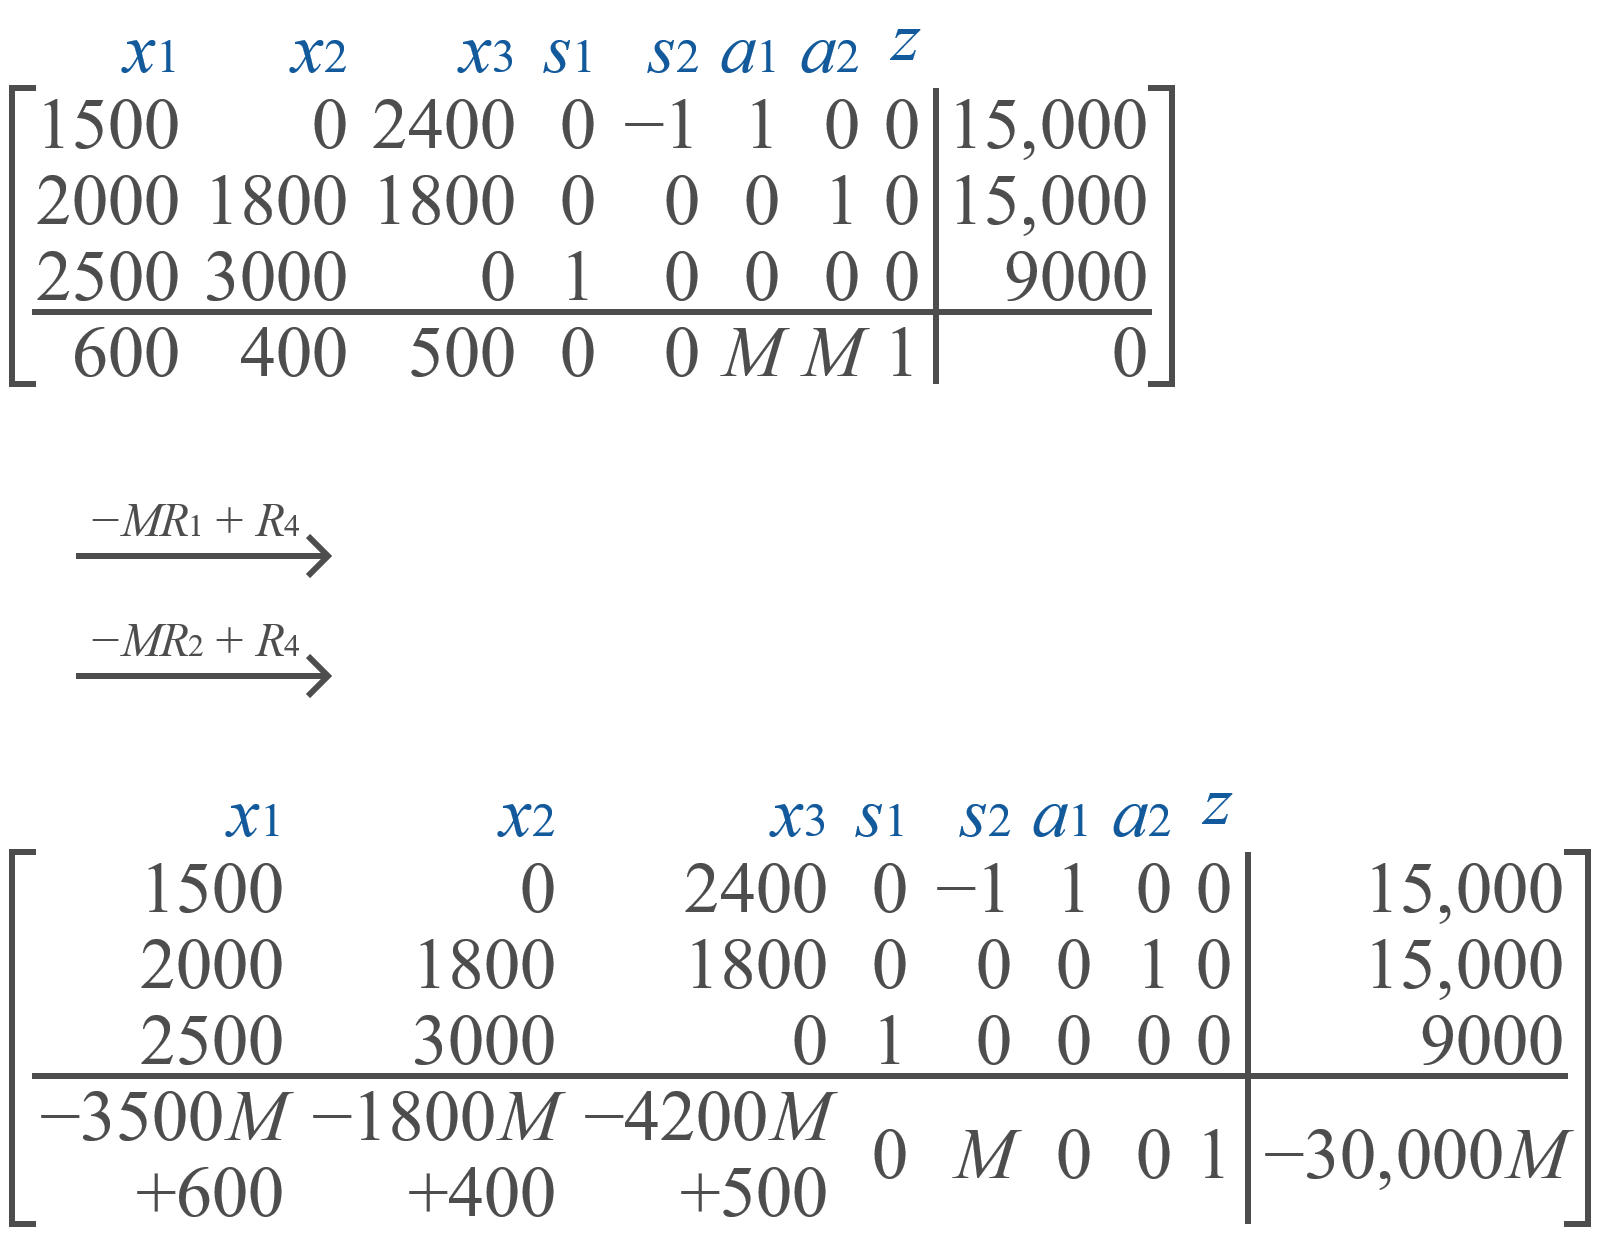 x1 x2 x3 s1 s2 a1 a2 z
1500 0 2400 0 −1 1 0 0 15,000
2000 1800 1800 0 0 0 1 0 15,000
2500 3000 0 1 0 0 0 0 9000
600 400 500 0 0 M M 1 0
−MR1 + R4
−MR2 + R4
x1 x2 x3 s1 s2 a1 a2 z
1500 0 2400 0 −1 1 0 0 15,000
2000 1800 1800 0 0 0 1 0 15,000
2500 3000 0 1 0 0 0 0 9000
−3500M −1800M −4200M 0 M 0 0 1 −30,000M
+600 +400 +500